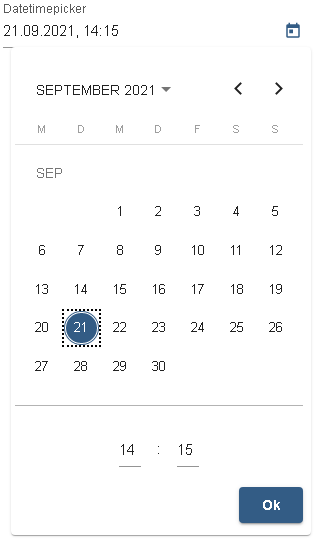 Datetimepicker
21.09.2021, 14:15
SEPTEMBER 2021
M D M D F S S
SEP
1 2 3 4 5
6 7 8 9 10 11 12
13 14 15 16 17 18 19
20 21 22 23 24 25 26
27 28 29 30
14 : 15
Ok